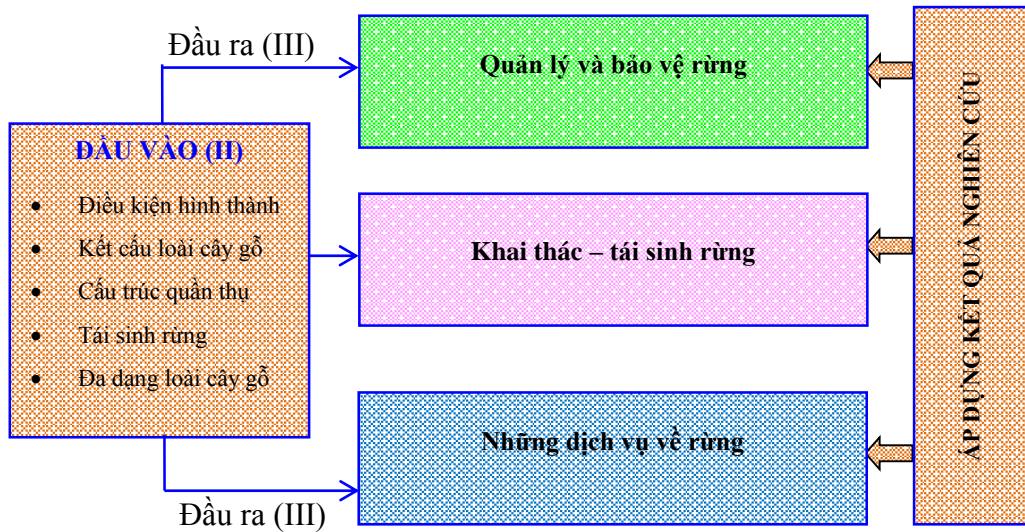 Đầu ra (III)
Quản lý và bảo vệ rừng
ĐẦU VÀO (II)
• Điều kiện hình thành
• Kết cấu loài cây gỗ
• Cấu trúc quần thụ
• Tái sinh rừng
• Đa dạng loài cây gỗ
Khai thác – tái sinh rừng
Những dịch vụ về rừng
Đầu ra (III)
ÁP DỤNG KẾT QUẢ NGHIÊN CỨU